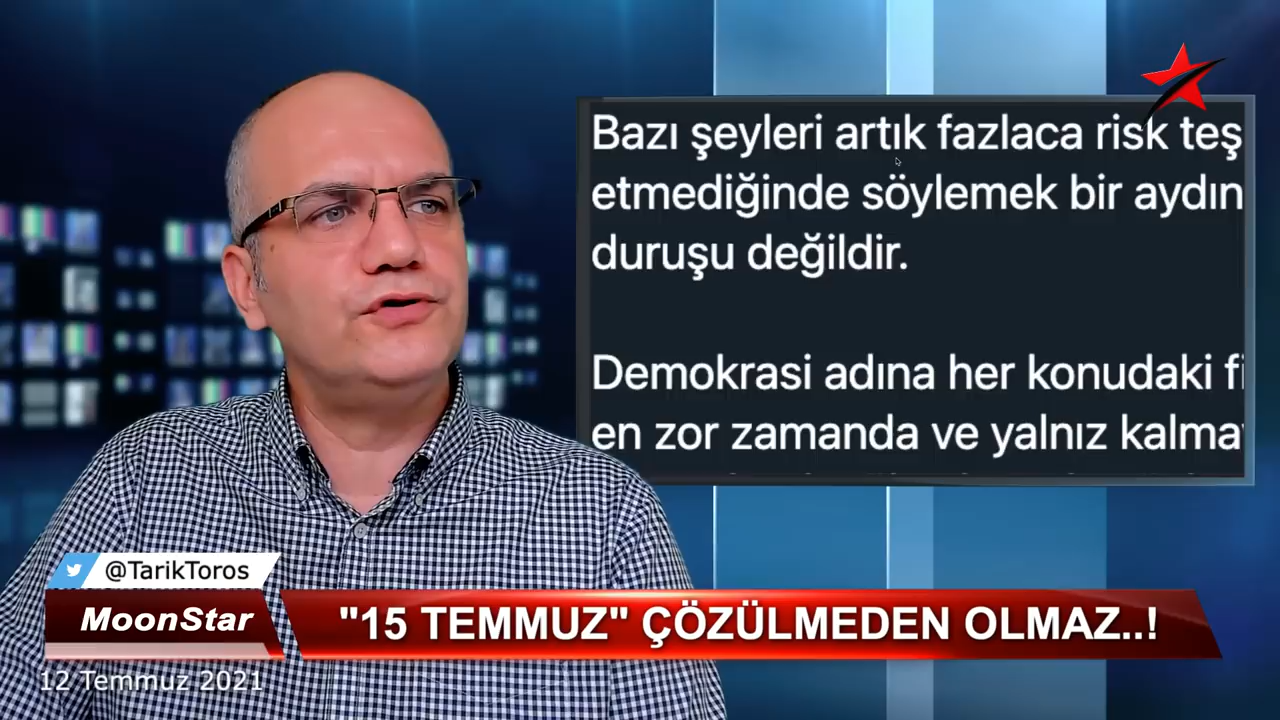 Bazı şeyleri artık fazlaca risk teş
etmediğinde söylemek bir aydın
duruşu değildir.
Demokrasi adına her konudaki fi
en zor zamanda ve yalnız kalma
@TarikToros
MoonStar
"15 TEMMUZ" ÇÖZÜLMEDEN OLMAZ..!
12 Temmuz 2021